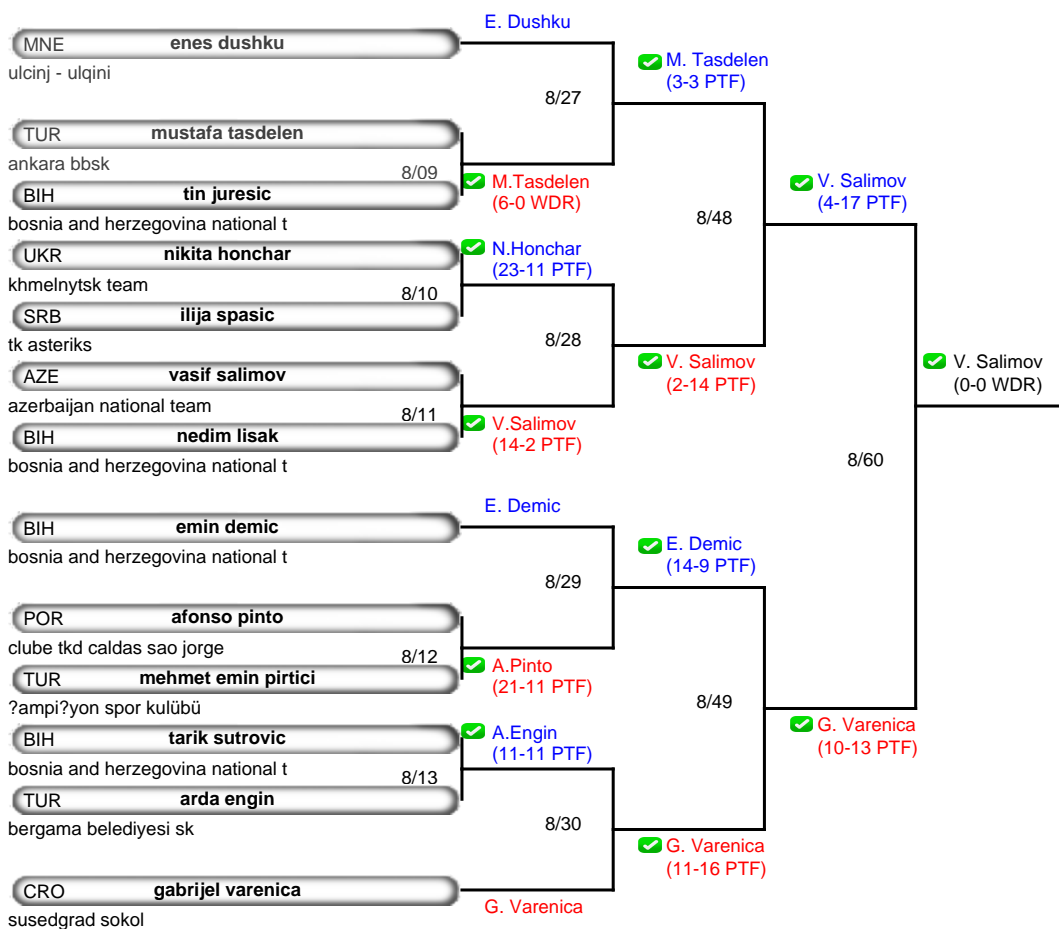 E. Dushku
MNE enes dushku
ulcinj - ulqini
M. Tasdelen
(3-3 PTF)
8/27
TUR mustafa tasdelen
ankara bbsk
8/09
M.Tasdelen
(6-0 WDR)
BIH tin juresic
bosnia and herzegovina national t
V. Salimov
(4-17 PTF)
8/48
UKR nikita honchar
khmelnytsk team
N.Honchar
(23-11 PTF)
8/10
SRB ilija spasic
tk asteriks
8/28
V. Salimov
(2-14 PTF)
V. Salimov
(0-0 WDR)
AZE vasif salimov
azerbaijan national team
8/11
V.Salimov
(14-2 PTF)
BIH nedim lisak
bosnia and herzegovina national t
8/60
E. Demic
BIH emin demic
bosnia and herzegovina national t
E. Demic
(14-9 PTF)
8/29
POR afonso pinto
clube tkd caldas sao jorge
8/12
A.Pinto
(21-11 PTF)
TUR mehmet emin pirtici
?ampi?yon spor kulübü
8/49
G. Varenica
(10-13 PTF)
BIH tarik sutrovic
bosnia and herzegovina national t
A.Engin
(11-11 PTF)
8/13
TUR arda engin
bergama belediyesi sk
8/30
G. Varenica
(11-16 PTF)
CRO gabrijel varenica
susedgrad sokol
G. Varenica